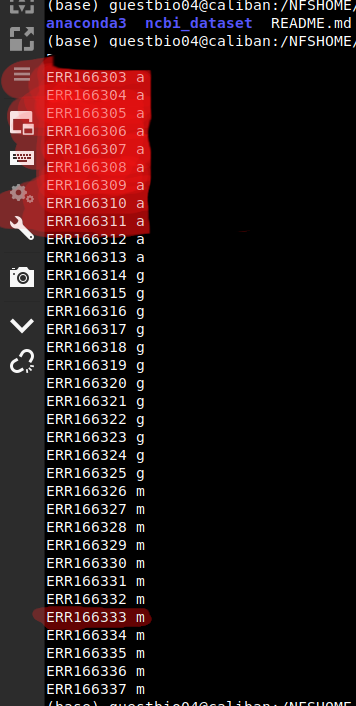 (base) guestbio04@caliban:/NFSHOME/
anaconda3 ncbi_dataset README.md
(base) guestbio04@caliban:/NFSHOME/
ERR166303 a
ERR166304 a
ERR166305 a
ERR166306 a
ERR166307 a
ERR166308 a
ERR166309 a
ERR166310 a
ERR166311 a
ERR166312 a
ERR166313 a
ERR166314 g
ERR166315 g
ERR166316 g
ERR166317 g
ERR166318 g
ERR166319 g
ERR166320 g
ERR166321 g
ERR166322 g
ERR166323 g
ERR166324 g
ERR166325 g
ERR166326 m
ERR166327 m
ERR166328 m
ERR166329 m
ERR166330 m
ERR166331 m
ERR166332 m
ERR166333 m
ERR166334 m
ERR166335 m
ERR166336 m
ERR166337 m
(base) guestbio04@caliban:/NFSHOME/